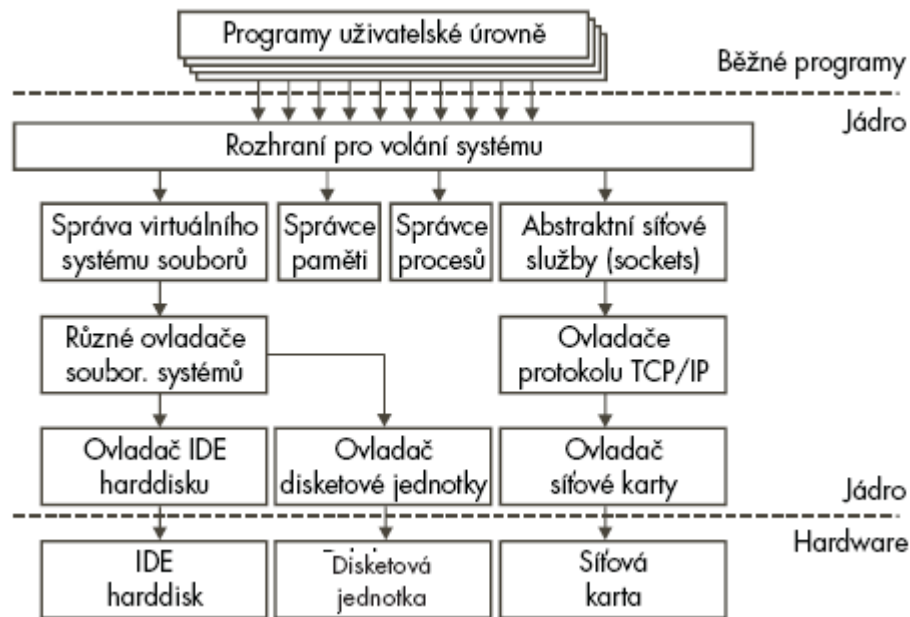 Programy uživatelské úrovně
Běžné programy
Jádro
Rozhraní pro volání systému
Správa virtuálního
systému souborů
Správce
paměti
Správce
procesů
Abstraktní síťové
služby (sockets)
Různé ovladače
soubor. systémů
Ovladače
protokolu TCP/IP
Ovladač IDE
harddisku
Ovladač
disketové jednotky
Ovladač
síťové karty
Jádro
Hardware
IDE
harddisk
Disketová
jednotka
Síťová
karta